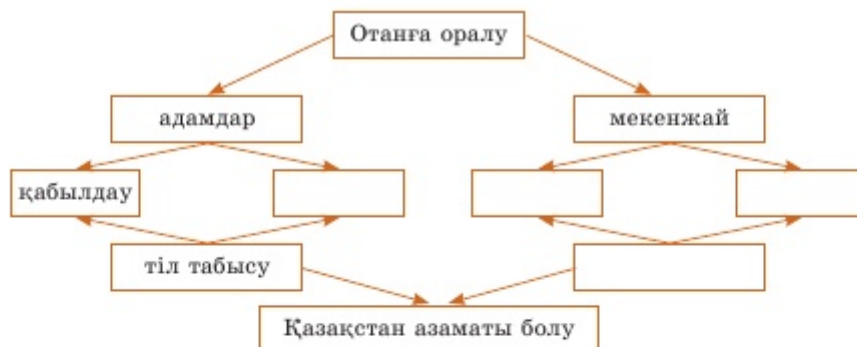 Отанға оралу
адамдар
мекенжай
қабылдау
тіл табысу
Қазақстан азаматы болу